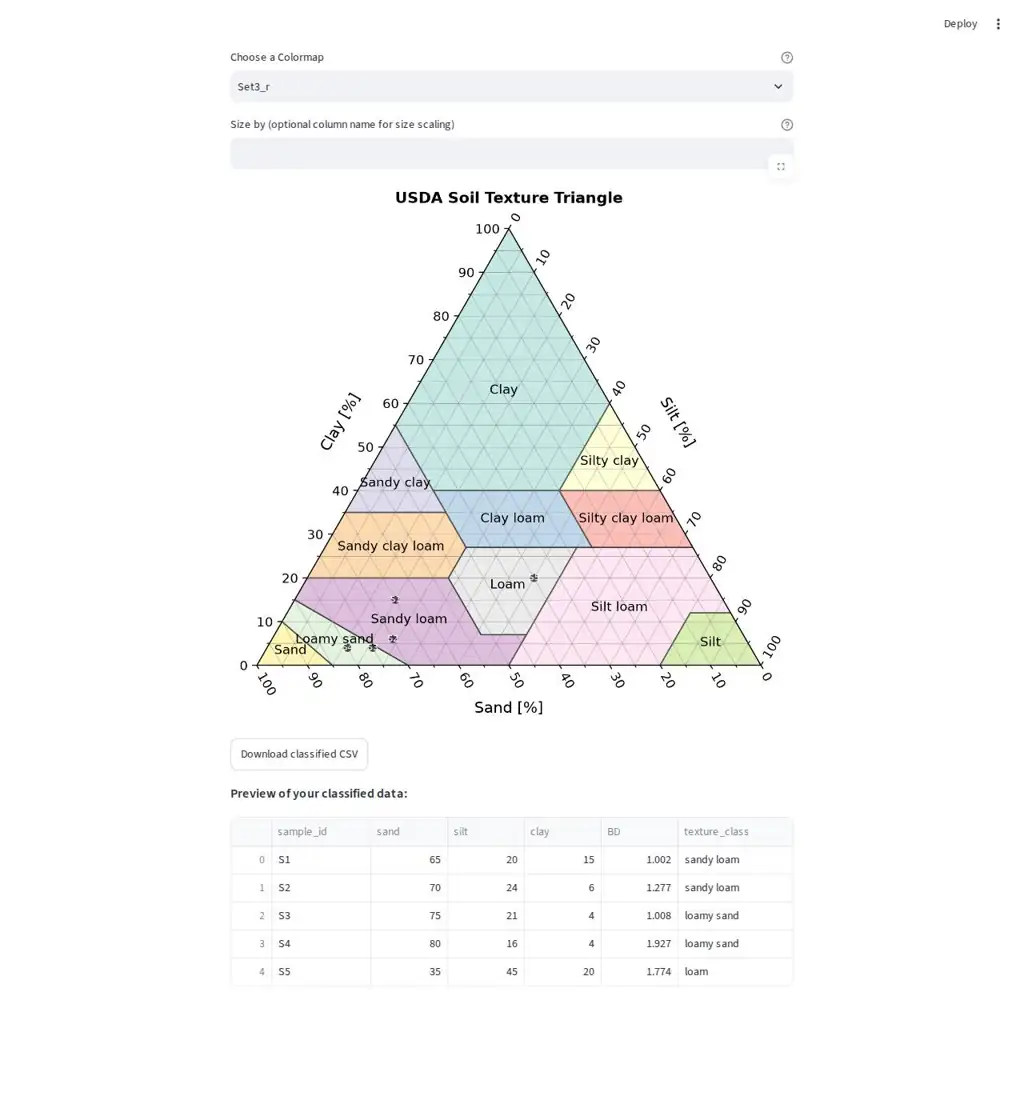 Deploy
Choose a Colormap
Set3_r
Size by (optional column name for size scaling)
USDA Soil Texture Triangle
100 0
90 10
80 20
70 30
60 40
50 50
40 60
30 70
20 80
10 90
0 100
Clay [%]
Silt [%]
Clay
Silty clay
Sandy clay
Clay loam
Silty clay loam
Sandy clay loam
Loam
Silt loam
Sandy loam
Loamy sand
Sand
Silt
100 90 80 70 60 50 40 30 20 10 0
Sand [%]
Download classified CSV
Preview of your classified data:
sample_id sand silt clay BD texture_class
0 S1 65 20 15 1.002 sandy loam
1 S2 70 24 6 1.277 sandy loam
2 S3 75 21 4 1.008 loamy sand
3 S4 80 16 4 1.927 loamy sand
4 S5 35 45 20 1.774 loam